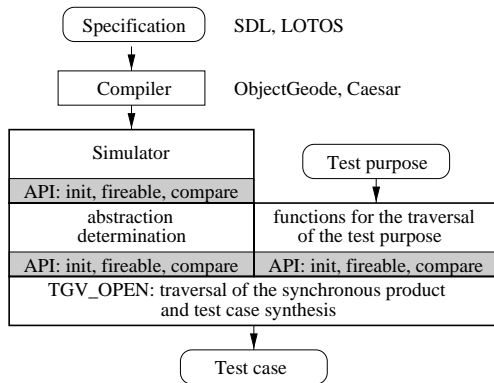 Specification
SDL, LOTOS
Compiler
ObjectGeode, Caesar
Simulator
Test purpose
API: init, fireable, compare
abstraction
determination
functions for the traversal
of the test purpose
API: init, fireable, compare
API: init, fireable, compare
TGV_OPEN: traversal of the synchronous product
and test case synthesis
Test case